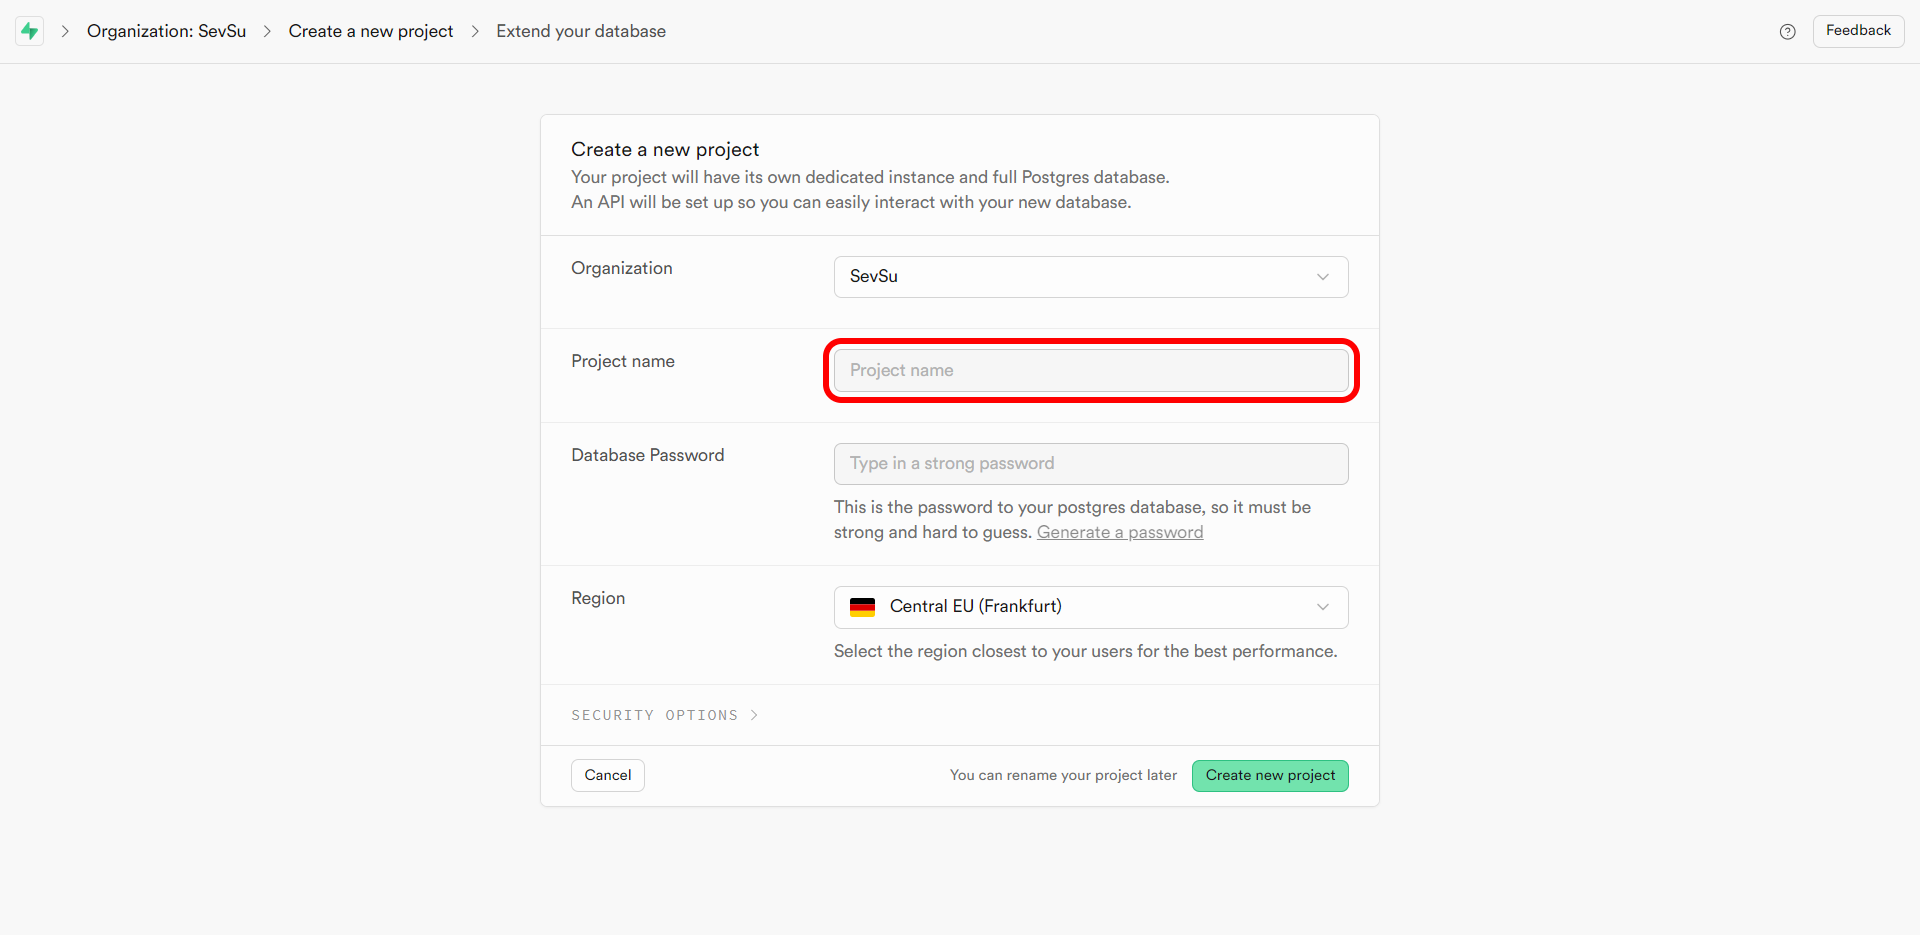 Organization: SevSu
Create a new project
Extend your database
Feedback
Create a new project
Your project will have its own dedicated instance and full Postgres database.
An API will be set up so you can easily interact with your new database.
Organization
SevSu
Project name
Project name
Database Password
Type in a strong password
This is the password to your postgres database, so it must be
strong and hard to guess. Generate a password
Region
Central EU (Frankfurt)
Select the region closest to your users for the best performance.
SECURITY OPTIONS
Cancel
You can rename your project later
Create new project